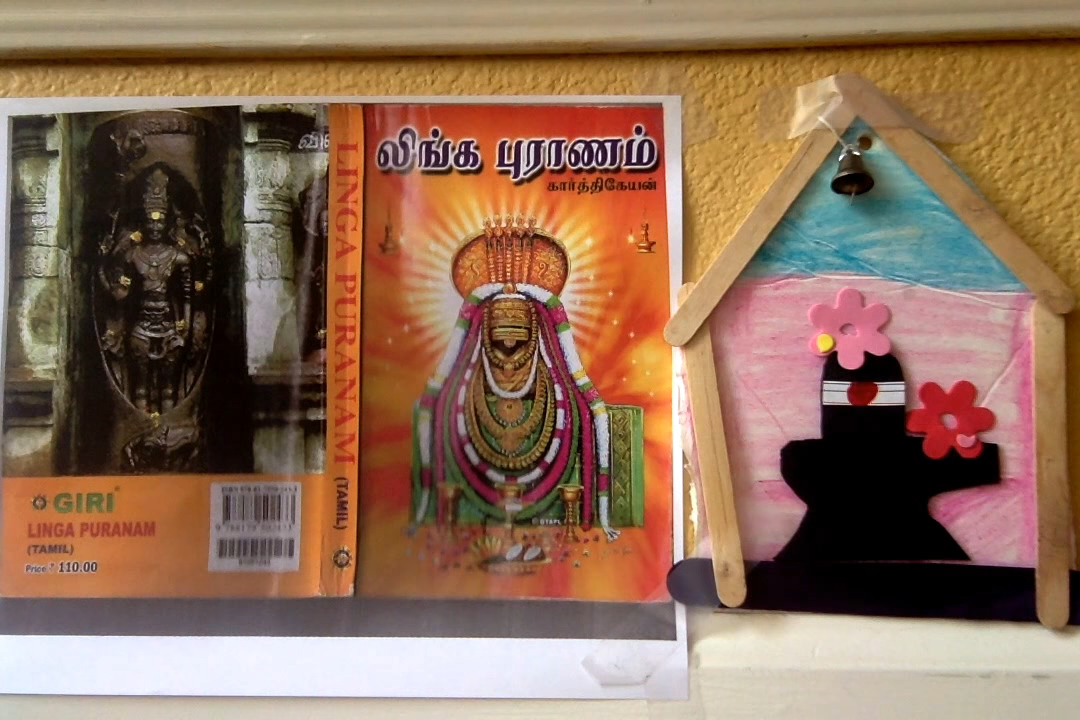 லிங்க புராணம்
கார்த்திகேயன்
LINGA PURANAM (TAMIL)
GIRI
LINGA PURANAM
(TAMIL)
Price ₹ 110.00